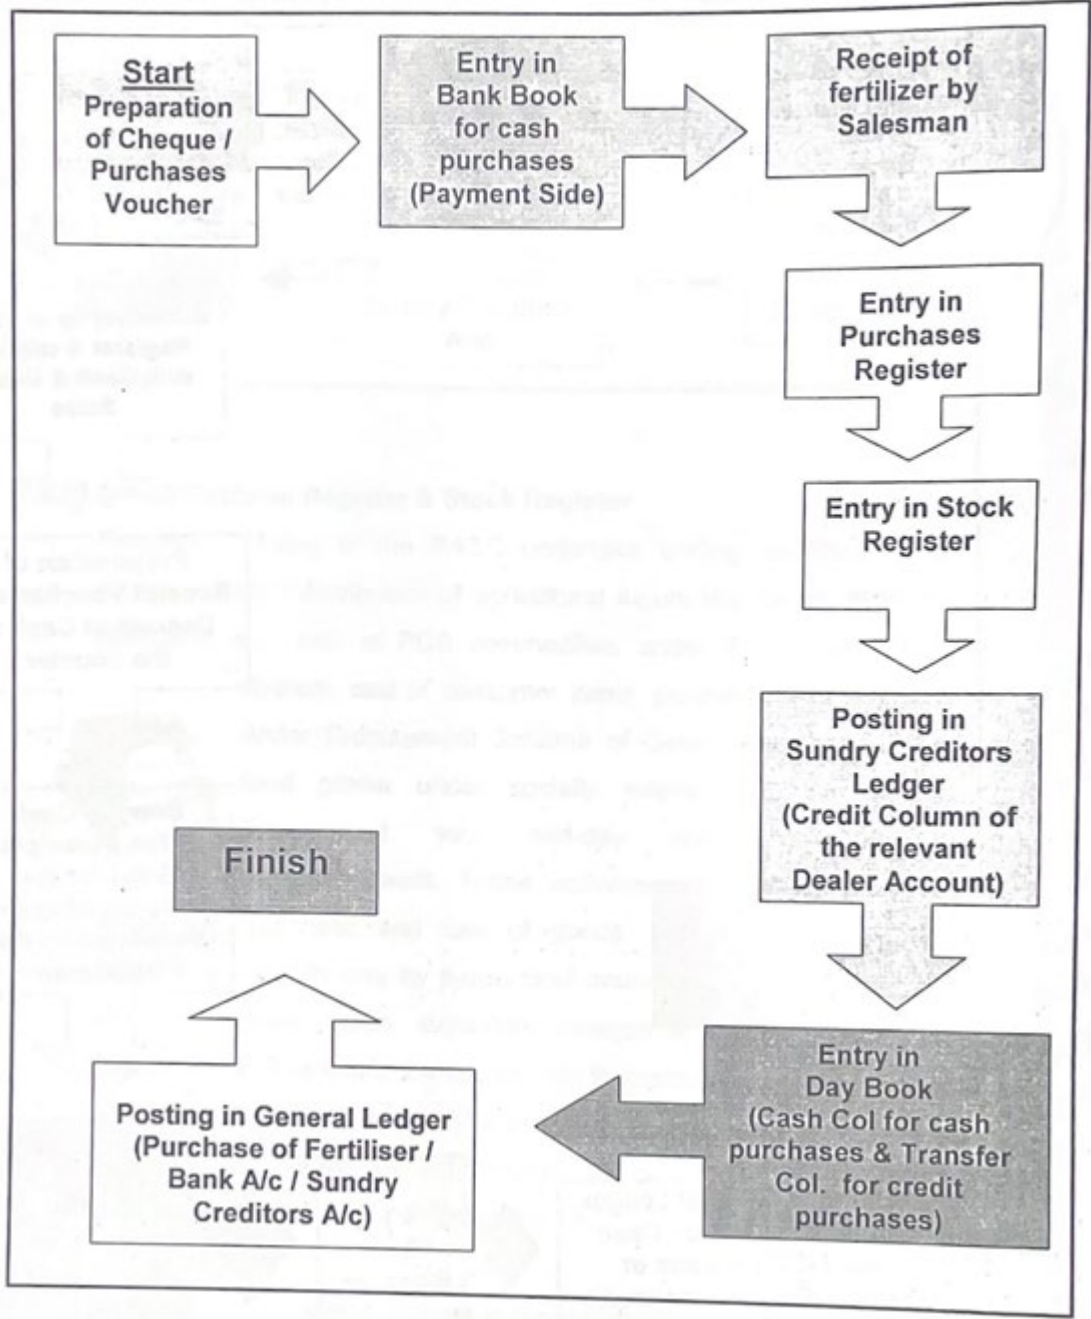 Start
Preparation
of Cheque /
Purchases
Voucher
Entry in
Bank Book
for cash
purchases
(Payment Side)
Receipt of
fertilizer by
Salesman
Entry in
Purchases
Register
Entry in Stock
Register
Posting in
Sundry Creditors
Ledger
(Credit Column of
the relevant
Dealer Account)
Entry in
Day Book
(Cash Col for cash
purchases & Transfer
Col. for credit
purchases)
Posting in General Ledger
(Purchase of Fertiliser /
Bank A/c / Sundry
Creditors A/c)
Finish